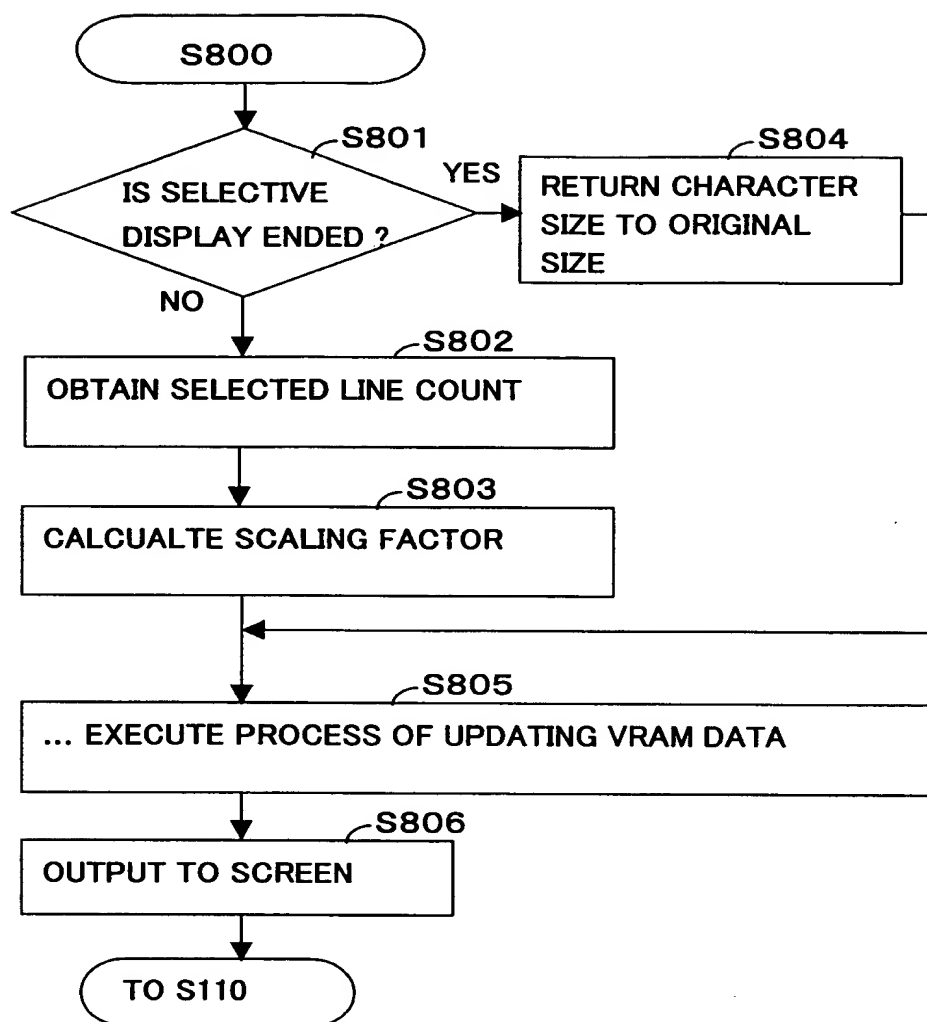 S800
S801
IS SELECTIVE
DISPLAY ENDED ?
YES
S804
RETURN CHARACTER
SIZE TO ORIGINAL
SIZE
NO
S802
OBTAIN SELECTED LINE COUNT
S803
CALCUALTE SCALING FACTOR
S805
... EXECUTE PROCESS OF UPDATING VRAM DATA
S806
OUTPUT TO SCREEN
TO S110